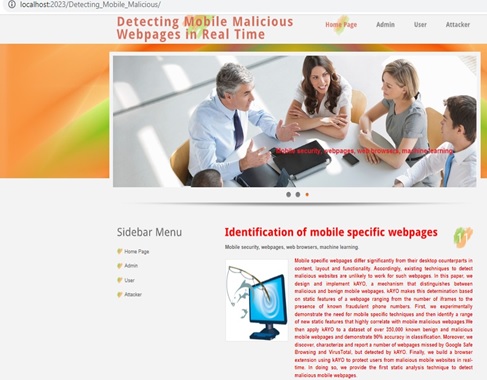 localhost:2023/Detecting_Mobile_Malicious/
Detecting Mobile Malicious
Webpages in Real Time
Home Page Admin User Attacker
Mobile security, webpages, web browsers, machine learning.
Sidebar Menu
Home Page
Admin
User
Attacker
Identification of mobile specific webpages
11
Mobile security, webpages, web browsers, machine learning.
Mobile specific webpages differ significantly from their desktop counterparts in
content, layout and functionality. Accordingly, existing techniques to detect
malicious websites are unlikely to work for such webpages. In this paper, we
design and implement kAYO, a mechanism that distinguishes between
malicious and benign mobile webpages. kAYO makes this determination based
on static features of a webpage ranging from the number of iframes to the
presence of known fraudulent phone numbers. First, we experimentally
demonstrate the need for mobile specific techniques and then identify a range
of new static features that highly correlate with mobile malicious webpages.We
then apply kAYO to a dataset of over 350,000 known benign and malicious
mobile webpages and demonstrate 90% accuracy in classification. Moreover, we
discover, characterize and report a number of webpages missed by Google Safe
Browsing and VirusTotal, but detected by kAYO. Finally, we build a browser
extension using kAYO to protect users from malicious mobile websites in real-
time. In doing so, we provide the first static analysis technique to detect
malicious mobile webpages.